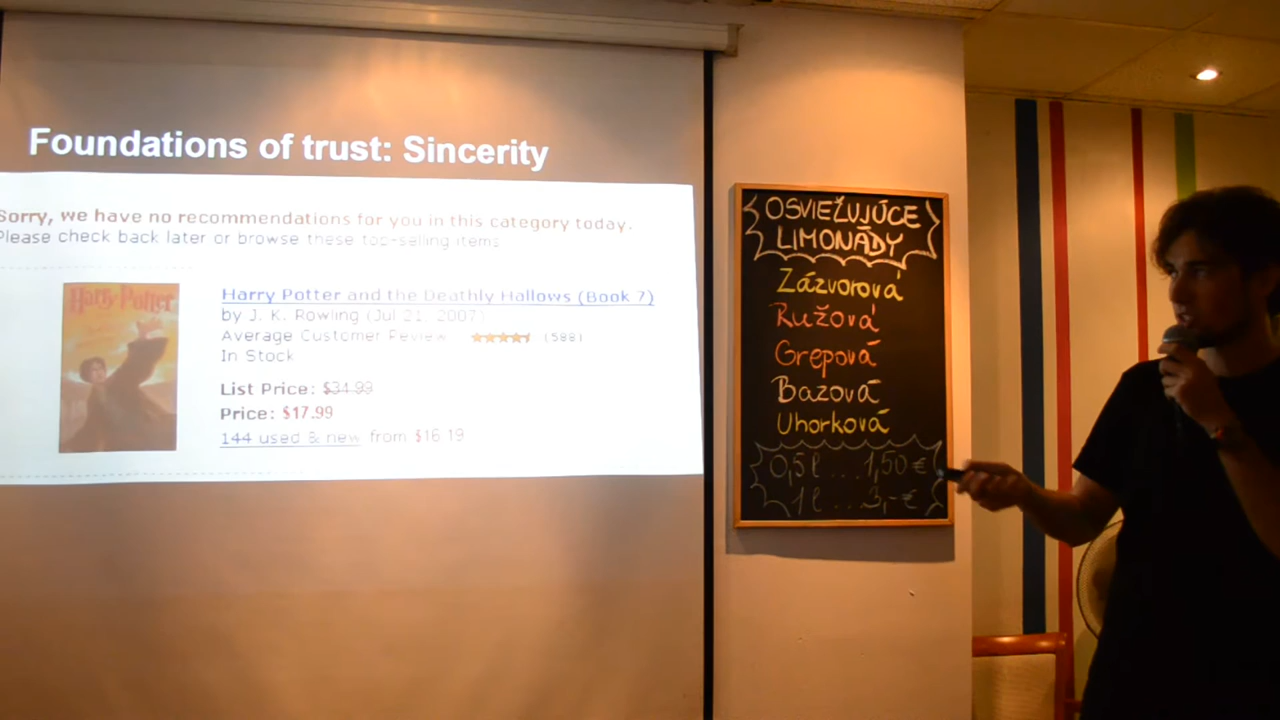 Foundations of trust: Sincerity
Sorry, we have no recommendations for you in this category today.
Please check back later or browse these top-selling items
Harry Potter
Harry Potter and the Deathly Hallows (Book 7)
by J. K. Rowling (Jul 21, 2007)
Average Customer Review (588)
In Stock
List Price: $34.99
Price: $17.99
144 used & new from $16.19
OSVIEŽUJÚCE
LIMONÁDY
Zázvorová
Ružová
Grepová
Bazová
Uhorková
0,5l ... 1,50 €
1l ... 3,- €